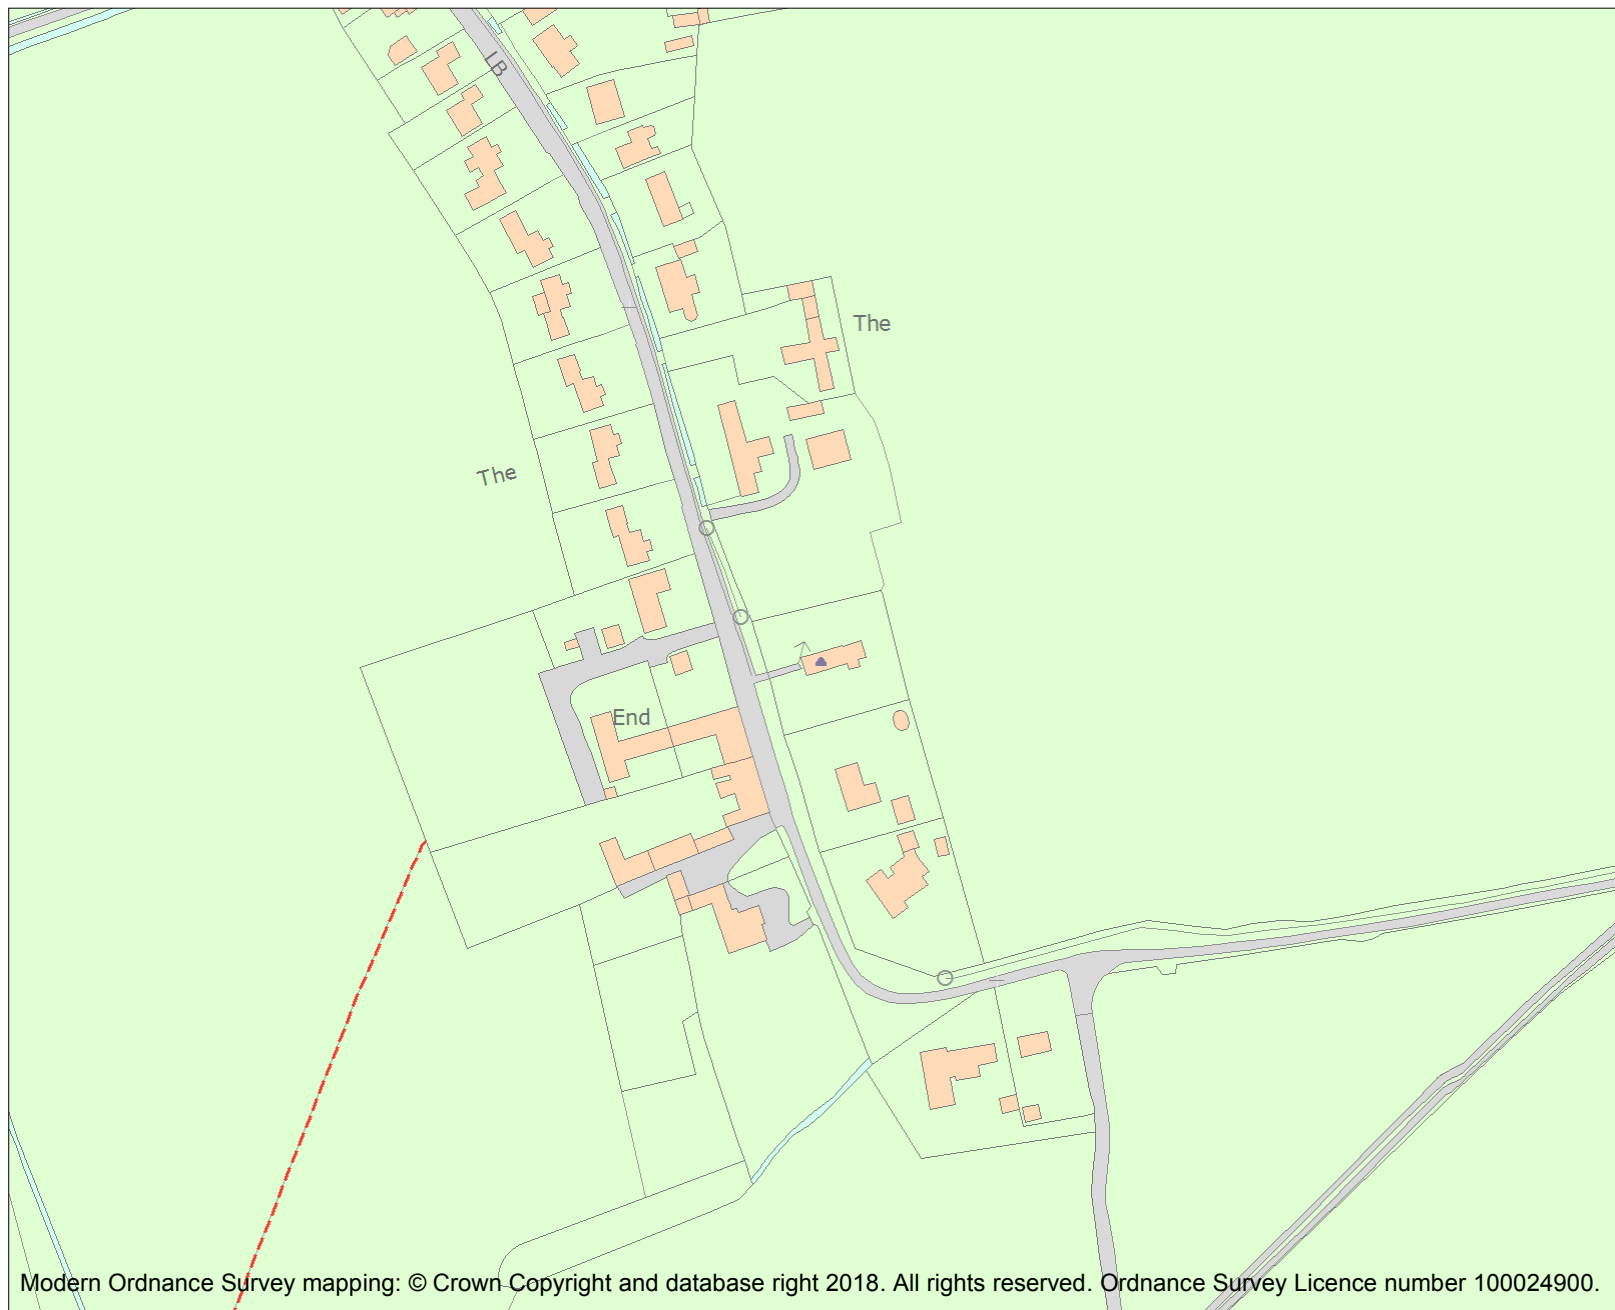 LB
The
The
End
Modern Ordnance Survey mapping: © Crown Copyright and database right 2018. All rights reserved. Ordnance Survey Licence number 100024900.